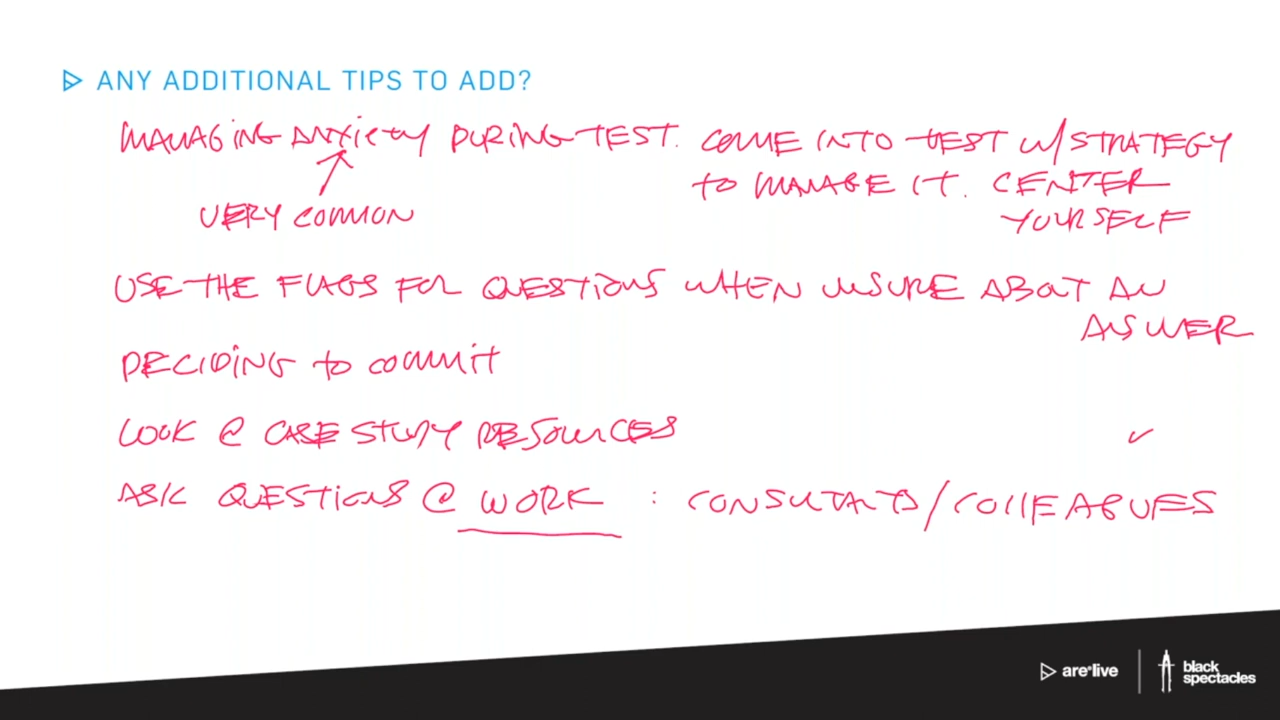 ANY ADDITIONAL TIPS TO ADD?
MANAGING ANXIETY DURING TEST. COME INTO TEST W/ STRATEGY
TO MANAGE IT. CENTER
VERY COMMON
YOURSELF
USE THE FLAGS FOR QUESTIONS WHEN UNSURE ABOUT AN
ANSWER
DECIDING TO COMMIT
LOOK @ CASE STUDY RESOURCES
ASK QUESTIONS @ WORK : CONSULTANTS/COLLEAGUES
are live
black
spectacles